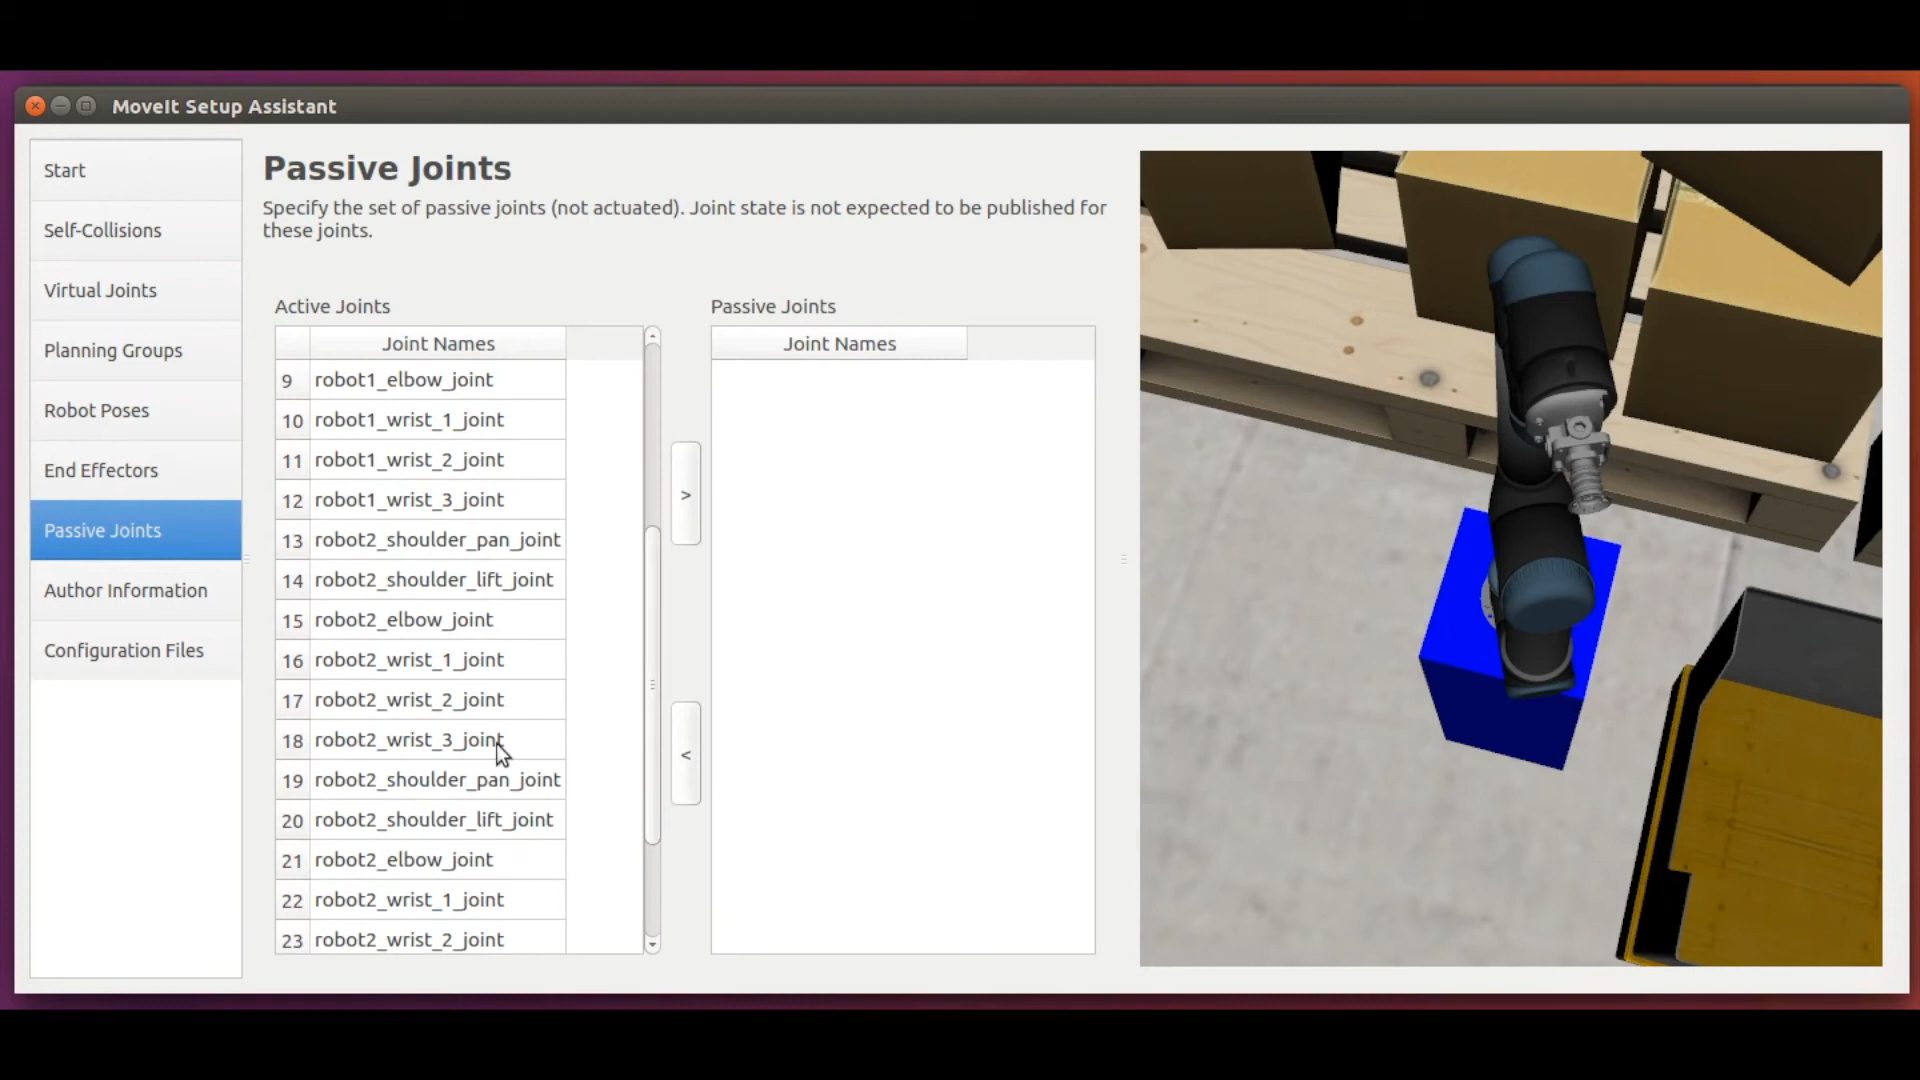 MoveIt Setup Assistant
Start
Self-Collisions
Virtual Joints
Planning Groups
Robot Poses
End Effectors
Passive Joints
Author Information
Configuration Files
Passive Joints
Specify the set of passive joints (not actuated). Joint state is not expected to be published for
these joints.
Active Joints
Joint Names
9 robot1_elbow_joint
10 robot1_wrist_1_joint
11 robot1_wrist_2_joint
12 robot1_wrist_3_joint
13 robot2_shoulder_pan_joint
14 robot2_shoulder_lift_joint
15 robot2_elbow_joint
16 robot2_wrist_1_joint
17 robot2_wrist_2_joint
18 robot2_wrist_3_joint
19 robot2_shoulder_pan_joint
20 robot2_shoulder_lift_joint
21 robot2_elbow_joint
22 robot2_wrist_1_joint
23 robot2_wrist_2_joint
>
<
Passive Joints
Joint Names